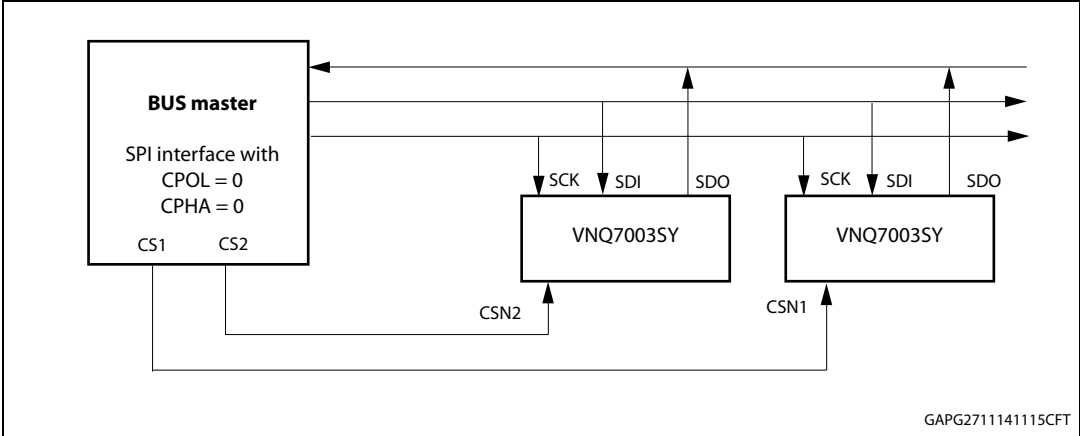 BUS master
SPI interface with
CPOL = 0
CPHA = 0
CS1 CS2
SCK SDI SDO
VNQ7003SY
CSN2
SCK SDI SDO
VNQ7003SY
CSN1
GAPG2711141115CFT